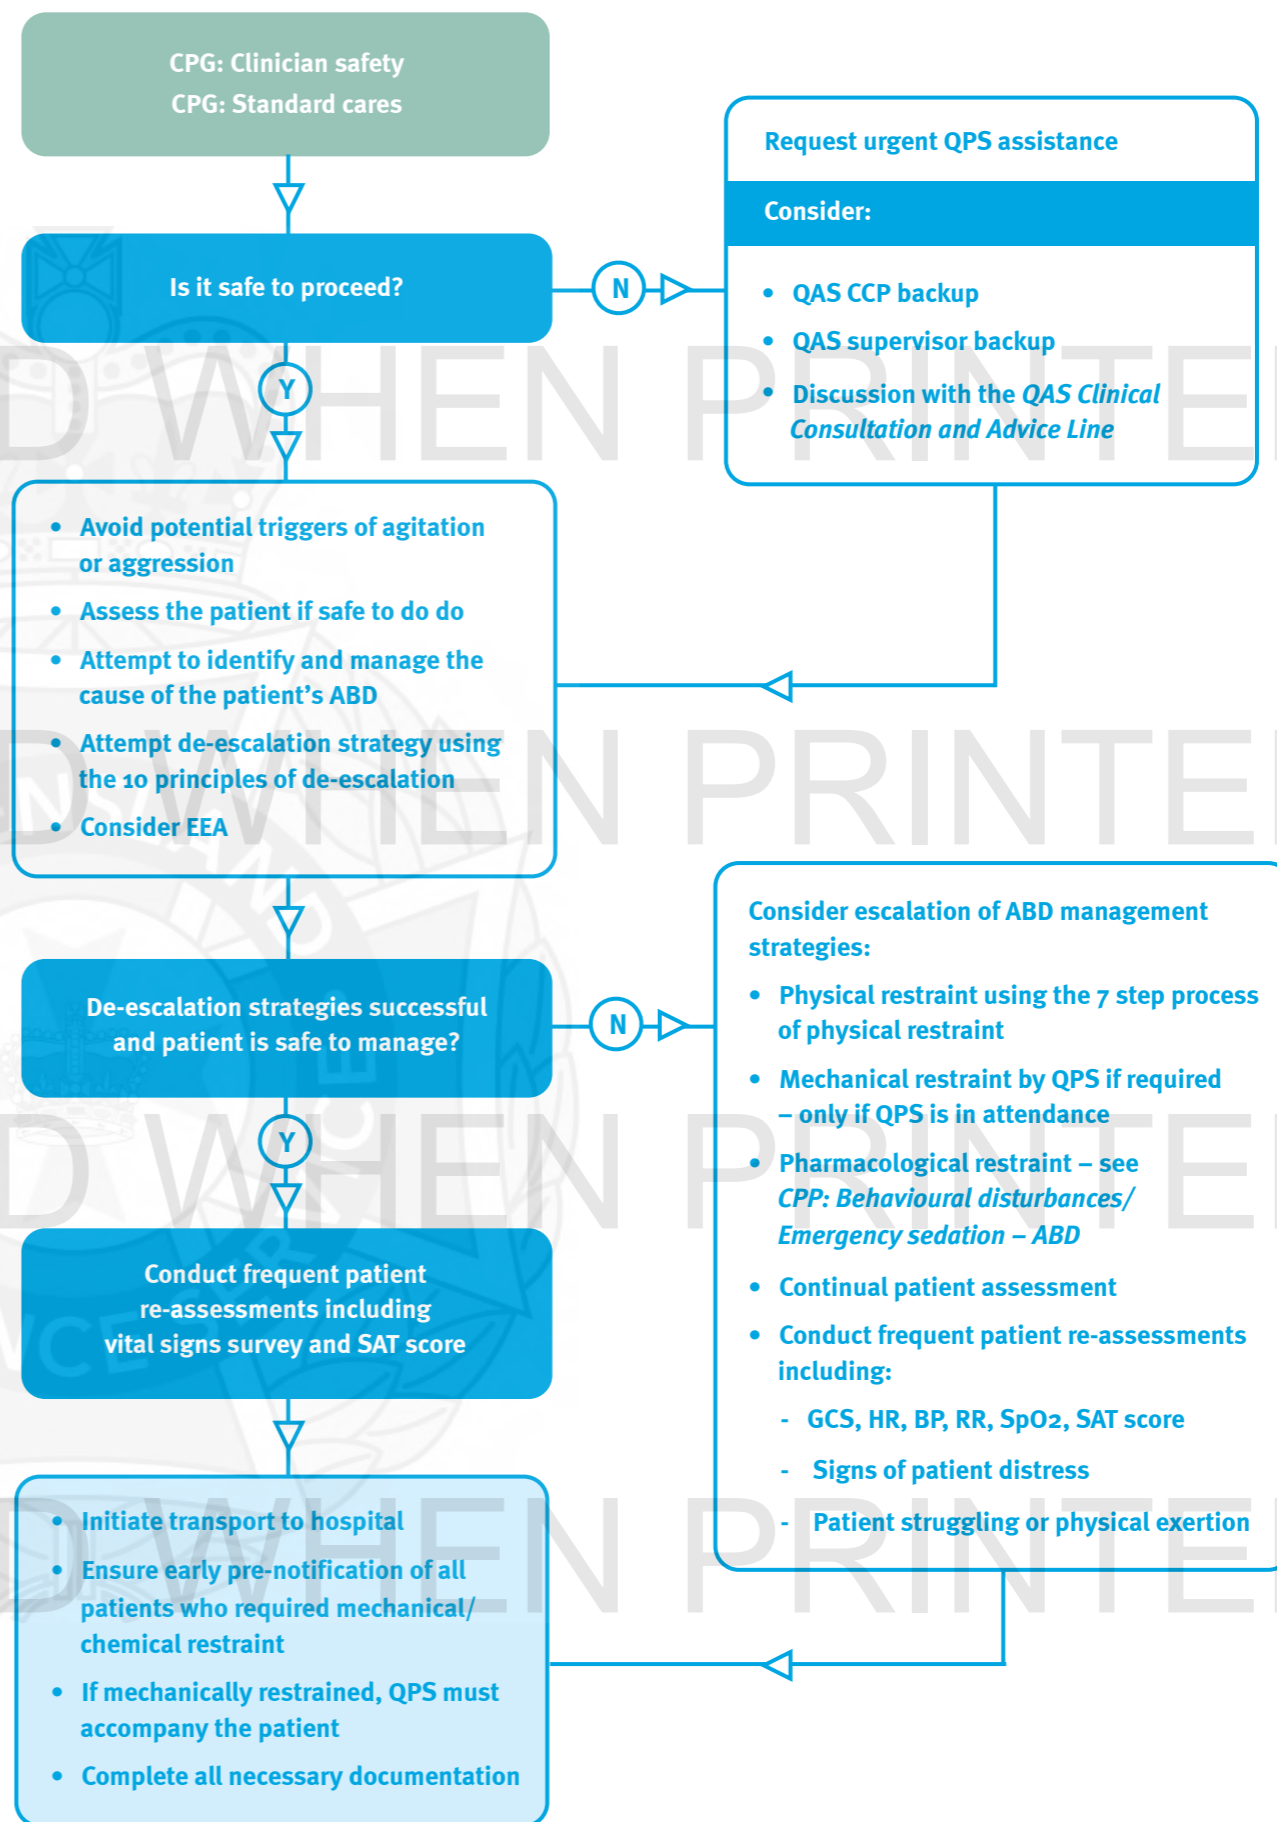 CPG: Clinician safety
CPG: Standard cares
Request urgent QPS assistance
Consider:
Is it safe to proceed?
N
• QAS CCP backup
• QAS supervisor backup
• Discussion with the QAS Clinical
Consultation and Advice Line
Y
• Avoid potential triggers of agitation
or aggression
• Assess the patient if safe to do do
• Attempt to identify and manage the
cause of the patient's ABD
• Attempt de-escalation strategy using
the 10 principles of de-escalation
• Consider EEA
De-escalation strategies successful
and patient is safe to manage?
N
Consider escalation of ABD management
strategies:
• Physical restraint using the 7 step process
of physical restraint
• Mechanical restraint by QPS if required
– only if QPS is in attendance
• Pharmacological restraint – see
CPP: Behavioural disturbances/
Emergency sedation – ABD
• Continual patient assessment
• Conduct frequent patient re-assessments
including:
- GCS, HR, BP, RR, SpO2, SAT score
- Signs of patient distress
- Patient struggling or physical exertion
Y
Conduct frequent patient
re-assessments including
vital signs survey and SAT score
• Initiate transport to hospital
• Ensure early pre-notification of all
patients who required mechanical/
chemical restraint
• If mechanically restrained, QPS must
accompany the patient
• Complete all necessary documentation
D WHEN PRINTE
D WHEN PRINTE
D WHEN PRINTE
D WHEN PRINTE